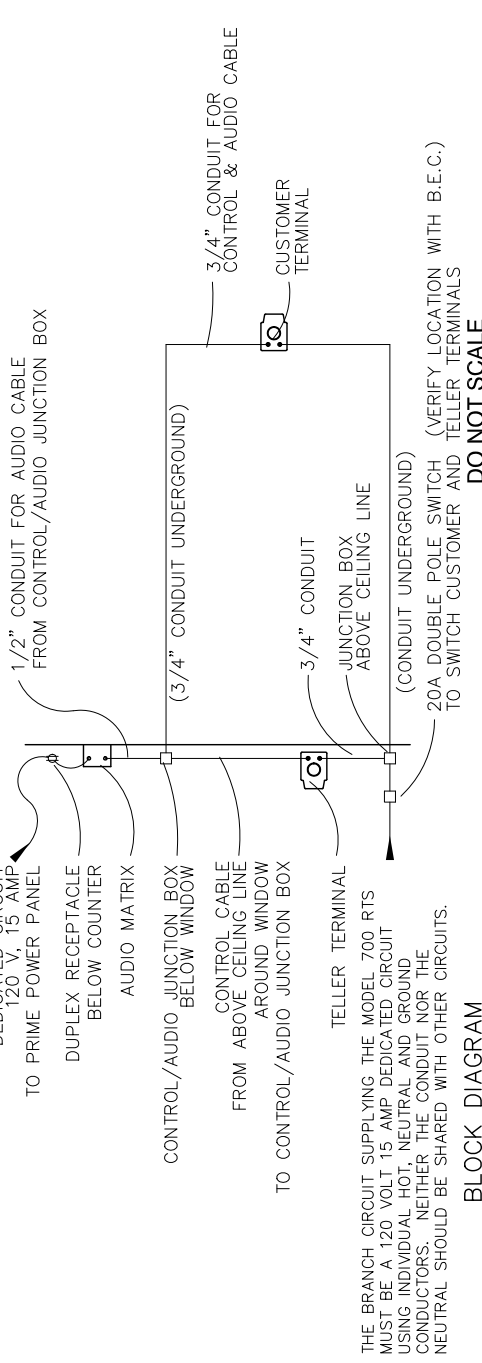 DEDICATED CIRCUIT
120 V, 15 AMP
TO PRIME POWER PANEL
DUPLEX RECEPTACLE
BELOW COUNTER
AUDIO MATRIX
CONTROL/AUDIO JUNCTION BOX
BELOW WINDOW
CONTROL CABLE
FROM ABOVE CEILING LINE
AROUND WINDOW
TO CONTROL/AUDIO JUNCTION BOX
TELLER TERMINAL
THE BRANCH CIRCUIT SUPPLYING THE MODEL 700 RTS
MUST BE A 120 VOLT 15 AMP DEDICATED CIRCUIT
USING INDIVIDUAL HOT, NEUTRAL AND GROUND
CONDUCTORS. NEITHER THE CONDUIT NOR THE
NEUTRAL SHOULD BE SHARED WITH OTHER CIRCUITS.
BLOCK DIAGRAM
1/2" CONDUIT FOR AUDIO CABLE
FROM CONTROL/AUDIO JUNCTION BOX
(3/4" CONDUIT UNDERGROUND)
3/4" CONDUIT
JUNCTION BOX
ABOVE CEILING LINE
(CONDUIT UNDERGROUND)
20A DOUBLE POLE SWITCH (VERIFY LOCATION WITH B.E.C.)
TO SWITCH CUSTOMER AND TELLER TERMINALS
DO NOT SCALE
3/4" CONDUIT FOR
CONTROL & AUDIO CABLE
CUSTOMER
TERMINAL